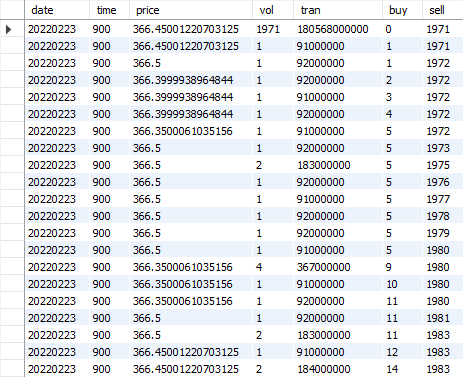 date time price vol tran buy sell
20220223 900 366.45001220703125 1971 180568000000 0 1971
20220223 900 366.45001220703125 1 91000000 1 1971
20220223 900 366.5 1 92000000 1 1972
20220223 900 366.3999938964844 1 92000000 2 1972
20220223 900 366.3999938964844 1 91000000 3 1972
20220223 900 366.3999938964844 1 92000000 4 1972
20220223 900 366.3500061035156 1 91000000 5 1972
20220223 900 366.5 1 92000000 5 1973
20220223 900 366.5 2 183000000 5 1975
20220223 900 366.5 1 92000000 5 1976
20220223 900 366.5 1 91000000 5 1977
20220223 900 366.5 1 92000000 5 1978
20220223 900 366.5 1 92000000 5 1979
20220223 900 366.5 1 91000000 5 1980
20220223 900 366.3500061035156 4 367000000 9 1980
20220223 900 366.3500061035156 1 91000000 10 1980
20220223 900 366.3500061035156 1 92000000 11 1980
20220223 900 366.5 1 92000000 11 1981
20220223 900 366.5 2 183000000 11 1983
20220223 900 366.45001220703125 1 91000000 12 1983
20220223 900 366.45001220703125 2 184000000 14 1983